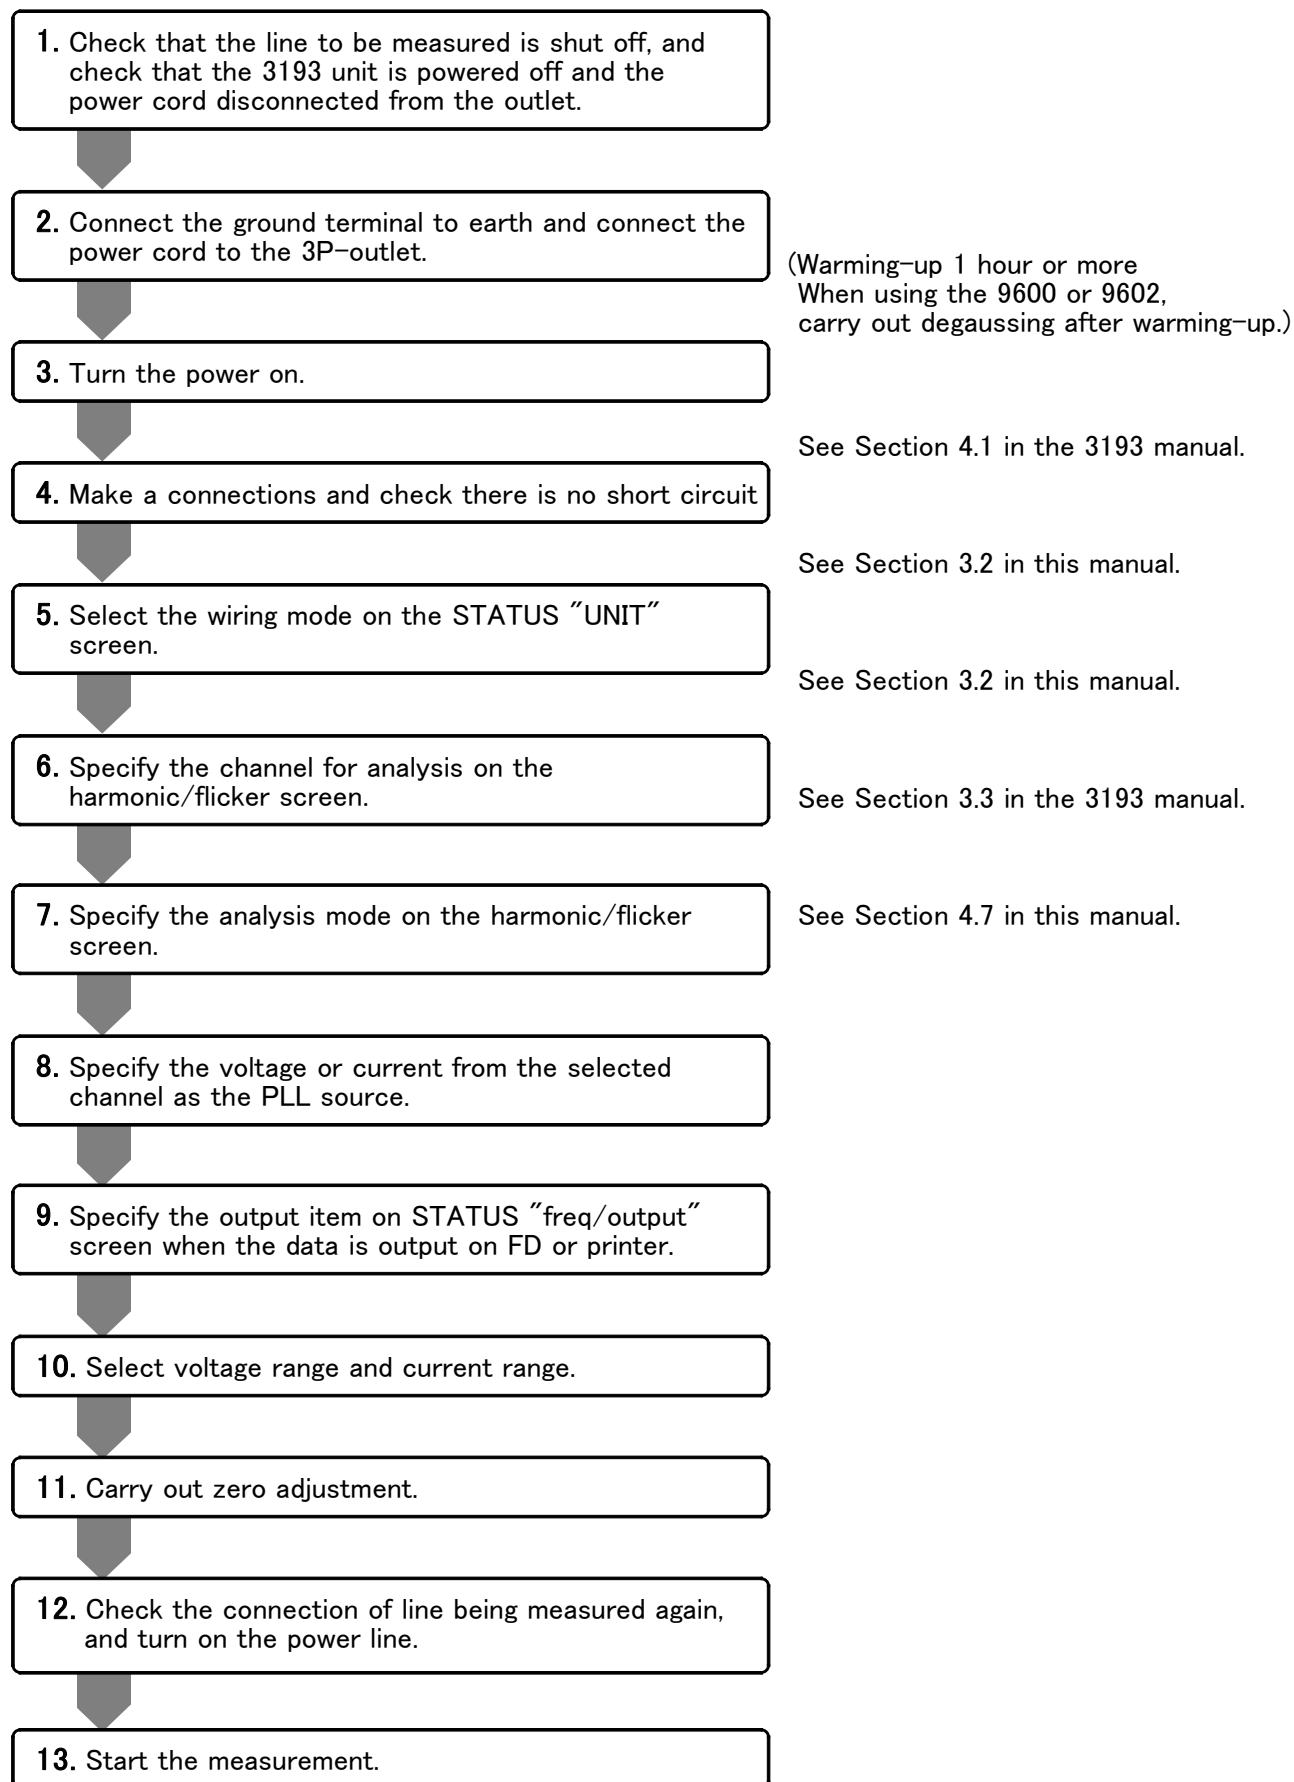 1. Check that the line to be measured is shut off, and
check that the 3193 unit is powered off and the
power cord disconnected from the outlet.
2. Connect the ground terminal to earth and connect the
power cord to the 3P-outlet.
(Warming-up 1 hour or more
When using the 9600 or 9602,
carry out degaussing after warming-up.)
3. Turn the power on.
See Section 4.1 in the 3193 manual.
4. Make a connections and check there is no short circuit
See Section 3.2 in this manual.
5. Select the wiring mode on the STATUS "UNIT"
screen.
See Section 3.2 in this manual.
6. Specify the channel for analysis on the
harmonic/flicker screen.
See Section 3.3 in the 3193 manual.
7. Specify the analysis mode on the harmonic/flicker
screen.
See Section 4.7 in this manual.
8. Specify the voltage or current from the selected
channel as the PLL source.
9. Specify the output item on STATUS "freq/output"
screen when the data is output on FD or printer.
10. Select voltage range and current range.
11. Carry out zero adjustment.
12. Check the connection of line being measured again,
and turn on the power line.
13. Start the measurement.